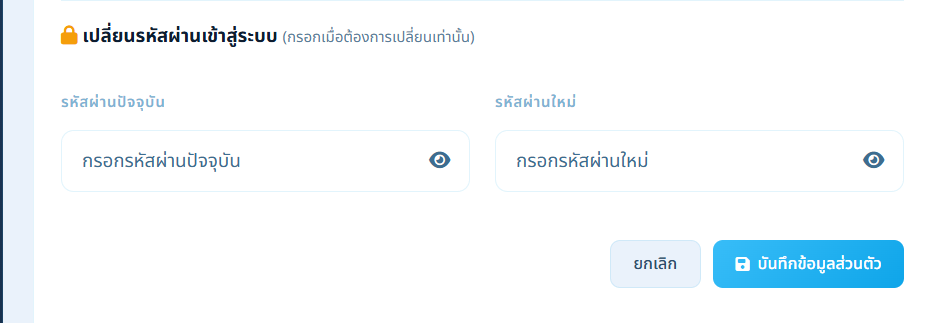 เปลี่ยนรหัสผ่านเข้าสู่ระบบ (กรอกเมื่อต้องการเปลี่ยนเท่านั้น)
รหัสผ่านปัจจุบัน รหัสผ่านใหม่
กรอกรหัสผ่านปัจจุบัน กรอกรหัสผ่านใหม่
ยกเลิก บันทึกข้อมูลส่วนตัว